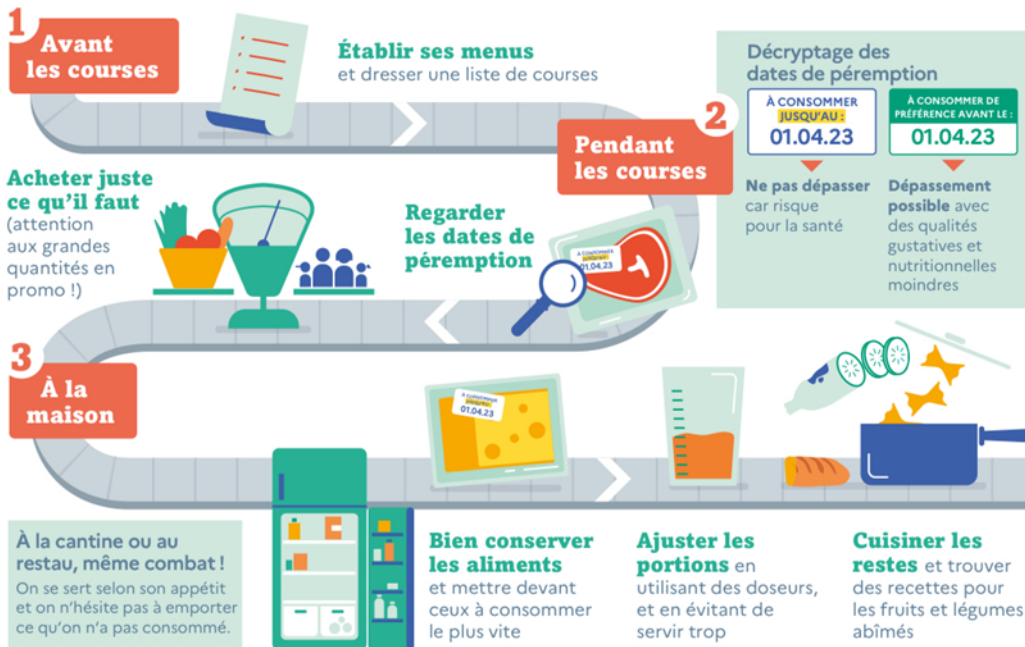 1
Avant
les courses
Établir ses menus
et dresser une liste de courses
2
Pendant
les courses
Décryptage des
dates de péremption
À CONSOMMER
JUSQU'AU :
01.04.23
Ne pas dépasser
car risque
pour la santé
À CONSOMMER DE
PRÉFÉRENCE AVANT LE :
01.04.23
Dépassement
possible avec
des qualités
gustatives et
nutritionnelles
moindres
Acheter juste
ce qu'il faut
(attention
aux grandes
quantités en
promo !)
Regarder
les dates de
péremption
À CONSOMMER
JUSQU'AU :
01.04.23
3
À la
maison
À CONSOMMER
JUSQU'AU :
01.04.23
À la cantine ou au
restau, même combat !
On se sert selon son appétit
et on n'hésite pas à emporter
ce qu'on n'a pas consommé.
Bien conserver
les aliments
et mettre devant
ceux à consommer
le plus vite
Ajuster les
portions en
utilisant des doseurs,
et en évitant de
servir trop
Cuisiner les
restes et trouver
des recettes pour
les fruits et légumes
abîmés